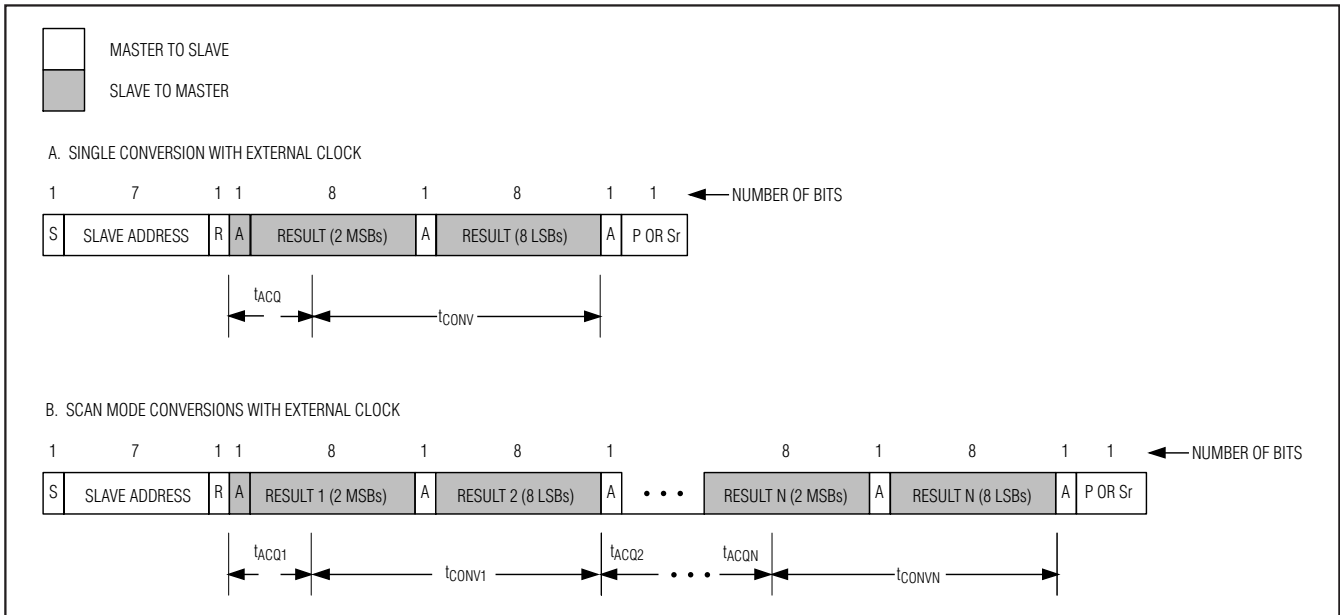 MASTER TO SLAVE
SLAVE TO MASTER
A. SINGLE CONVERSION WITH EXTERNAL CLOCK
1 7 1 1 8 1 8 1 1 NUMBER OF BITS
S SLAVE ADDRESS R A RESULT (2 MSBs) A RESULT (8 LSBs) A P OR Sr
tACQ
tCONV
B. SCAN MODE CONVERSIONS WITH EXTERNAL CLOCK
1 7 1 1 8 1 8 1 8 1 8 1 1 NUMBER OF BITS
S SLAVE ADDRESS R A RESULT 1 (2 MSBs) A RESULT 2 (8 LSBs) A • • • RESULT N (2 MSBs) A RESULT N (8 LSBs) A P OR Sr
tACQ1 tACQ2 tACQN
tCONV1 • • • tCONVN